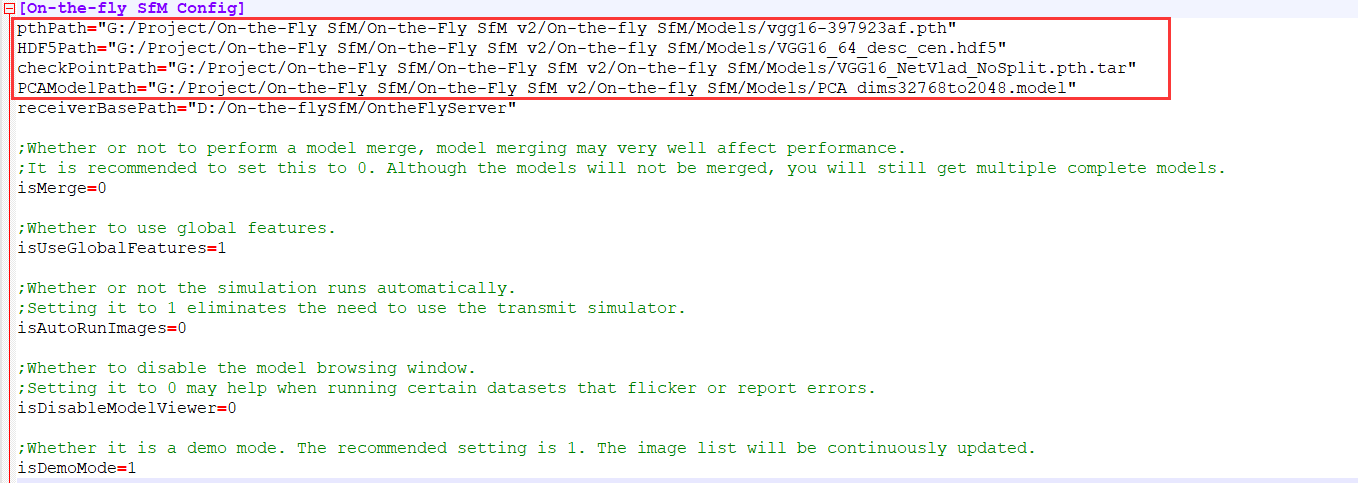 [On-the-fly SfM Config]
pthPath="G:/Project/On-the-Fly SfM/On-the-Fly SfM v2/On-the-fly SfM/Models/vgg16-397923af.pth"
HDF5Path="G:/Project/On-the-Fly SfM/On-the-Fly SfM v2/On-the-fly SfM/Models/VGG16_64_desc_cen.hdf5"
checkPointPath="G:/Project/On-the-Fly SfM/On-the-Fly SfM v2/On-the-fly SfM/Models/VGG16_NetVlad_NoSplit.pth.tar"
PCAModelPath="G:/Project/On-the-Fly SfM/On-the-Fly SfM v2/On-the-fly SfM/Models/PCA_dims32768to2048.model"
receiverBasePath="D:/On-the-flySfM/OntheFlyServer"
;Whether or not to perform a model merge, model merging may very well affect performance.
;It is recommended to set this to 0. Although the models will not be merged, you will still get multiple complete models.
isMerge=0
;Whether to use global features.
isUseGlobalFeatures=1
;Whether or not the simulation runs automatically.
;Setting it to 1 eliminates the need to use the transmit simulator.
isAutoRunImages=0
;Whether to disable the model browsing window.
;Setting it to 0 may help when running certain datasets that flicker or report errors.
isDisableModelViewer=0
;Whether it is a demo mode. The recommended setting is 1. The image list will be continuously updated.
isDemoMode=1